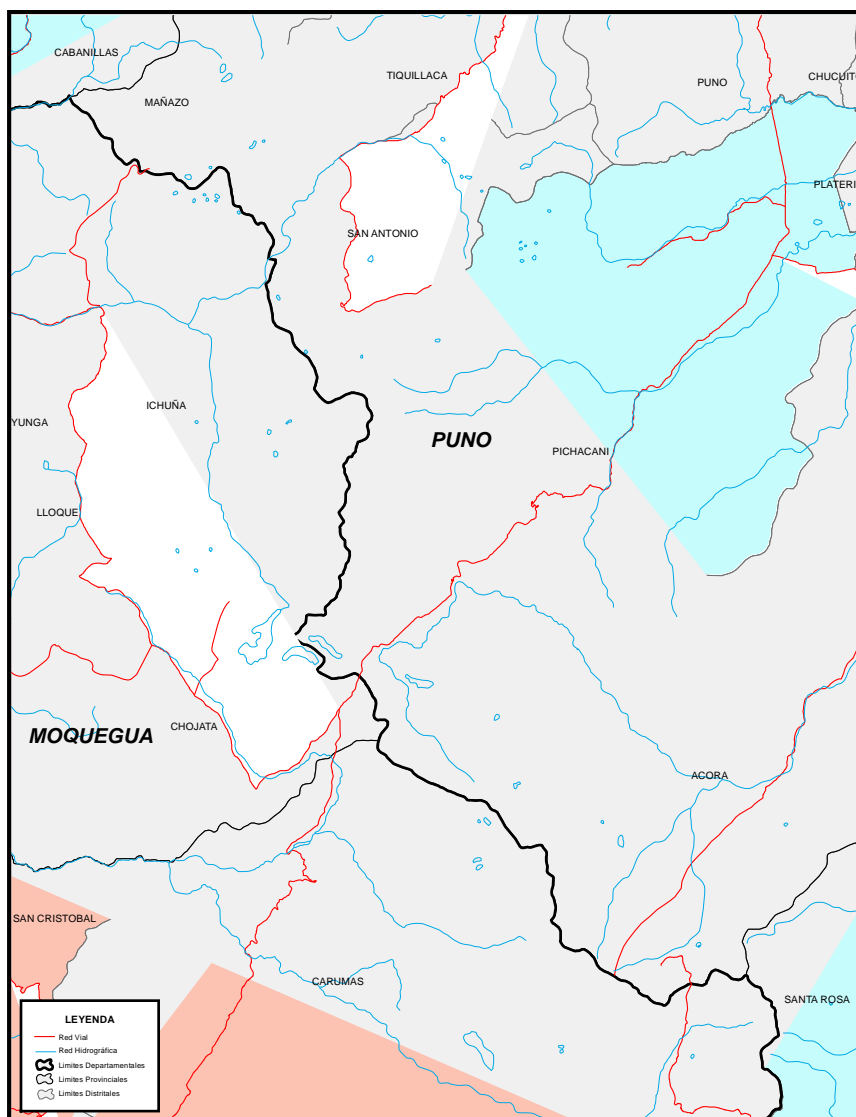 CABANILLAS
TIQUILLACA
CHUCUITO
PUNO
MAÑAZO
PLATERI
SAN ANTONIO
ICHUÑA
YUNGA
PUNO
PICHACANI
LLOQUE
CHOJATA
MOQUEGUA
ACORA
SAN CRISTOBAL
CARUMAS
SANTA ROSA
LEYENDA
Red Vial
Red Hidrográfica
Limites Departamentales
Limites Provinciales
Limites Distritales